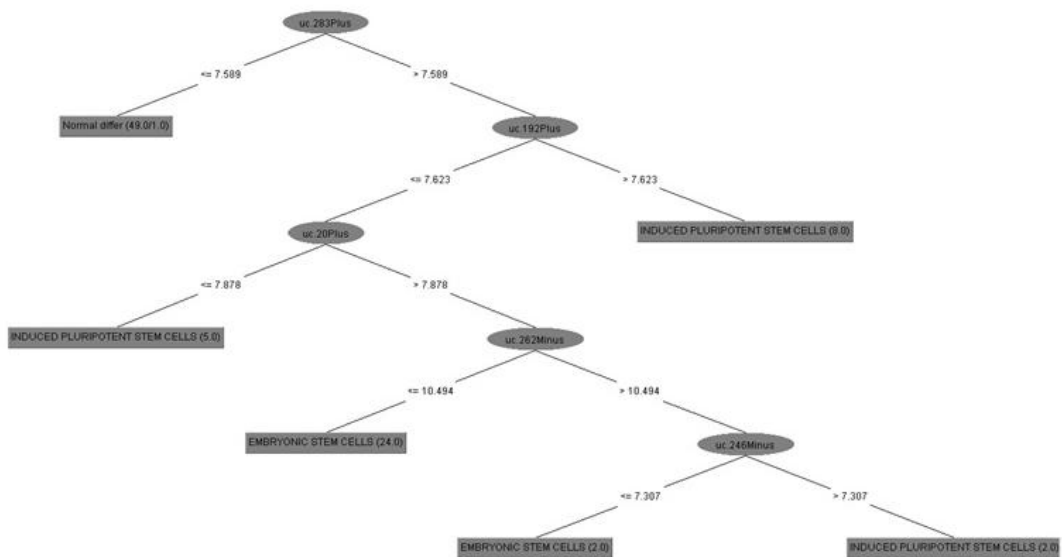 uc.283Plus
<= 7.589
> 7.589
Normal differ (49.0/1.0)
uc.192Plus
<= 7.623
> 7.623
uc.20Plus
INDUCED PLURIPOTENT STEM CELLS (8.0)
<= 7.878
> 7.878
INDUCED PLURIPOTENT STEM CELLS (5.0)
uc.262Minus
<= 10.494
> 10.494
EMBRYONIC STEM CELLS (24.0)
uc.246Minus
<= 7.307
> 7.307
EMBRYONIC STEM CELLS (2.0)
INDUCED PLURIPOTENT STEM CELLS (2.0)